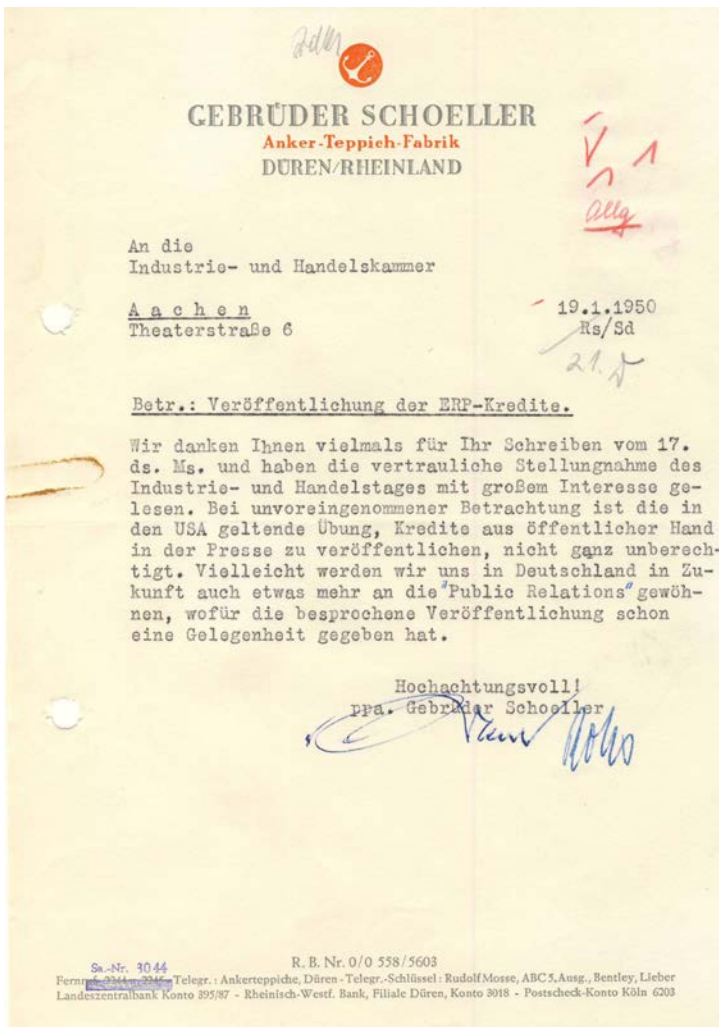 GEBRÜDER SCHOELLER
Anker-Teppich-Fabrik
DÜREN/RHEINLAND
Allg
An die
Industrie- und Handelskammer
Aachen
Theaterstraße 6
19.1.1950
Rs/Sd
21.
Betr.: Veröffentlichung der ERP-Kredite.
Wir danken Ihnen vielmals für Ihr Schreiben vom 17.
ds. Ms. und haben die vertrauliche Stellungnahme des
Industrie- und Handelstages mit großem Interesse ge-
lesen. Bei unvoreingenommener Betrachtung ist die in
den USA geltende Übung, Kredite aus öffentlicher Hand
in der Presse zu veröffentlichen, nicht ganz unberech-
tigt. Vielleicht werden wir uns in Deutschland in Zu-
kunft auch etwas mehr an die "Public Relations" gewöh-
nen, wofür die besprochene Veröffentlichung schon
eine Gelegenheit gegeben hat.
Hochachtungsvoll!
ppa. Gebrüder Schoeller
R. B. Nr. 0/0 558/5603
Sa.-Nr. 3044
Telegr.: Ankerteppiche, Düren - Telegr.-Schlüssel: Rudolf Mosse, ABC 5. Ausg., Bentley, Lieber
Landeszentralbank Konto 395/87 - Rheinisch-Westf. Bank, Filiale Düren, Konto 3018 - Postscheck-Konto Köln 6203